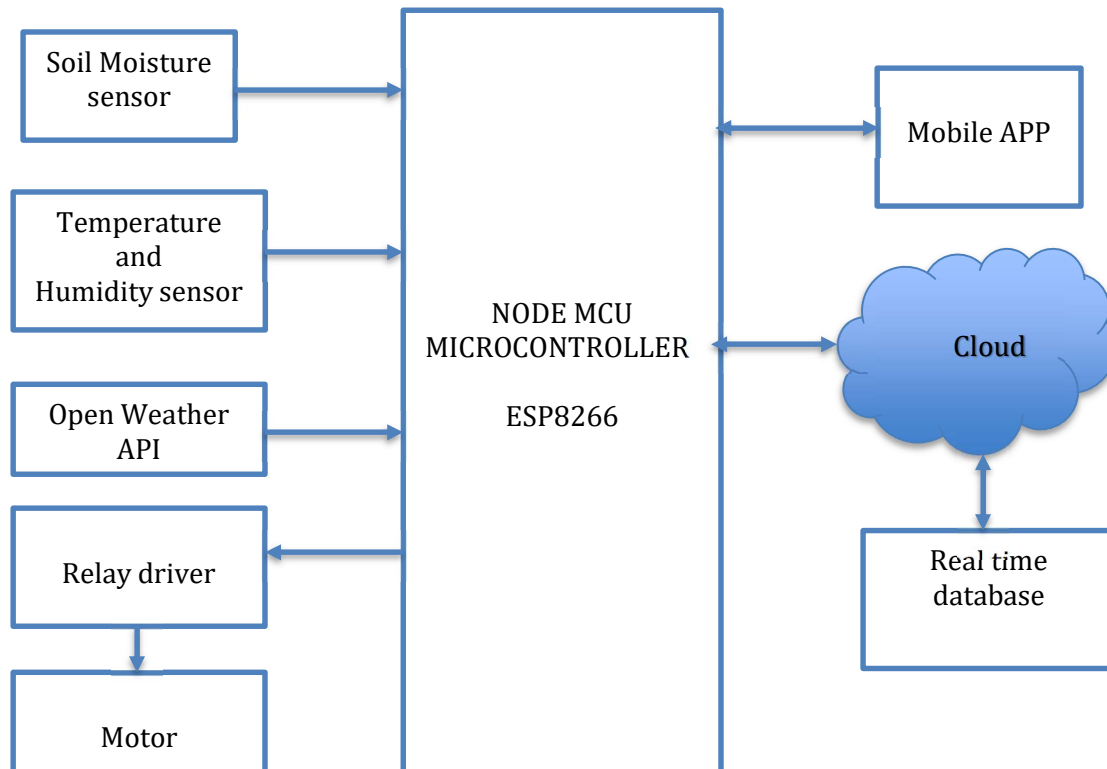 Soil Moisture
sensor
Temperature
and
Humidity sensor
Open Weather
API
Relay driver
Motor
NODE MCU
MICROCONTROLLER
ESP8266
Mobile APP
Cloud
Real time
database